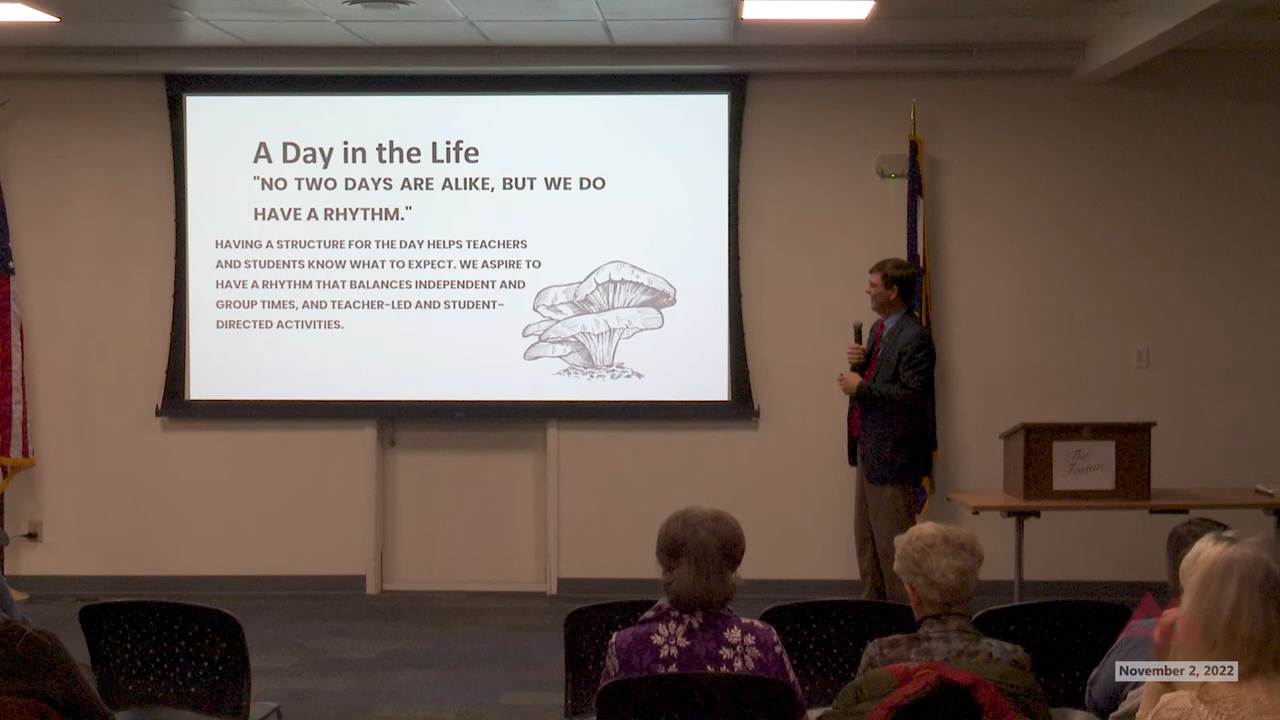 A Day in the Life
"NO TWO DAYS ARE ALIKE, BUT WE DO
HAVE A RHYTHM."
HAVING A STRUCTURE FOR THE DAY HELPS TEACHERS
AND STUDENTS KNOW WHAT TO EXPECT. WE ASPIRE TO
HAVE A RHYTHM THAT BALANCES INDEPENDENT AND
GROUP TIMES, AND TEACHER-LED AND STUDENT-
DIRECTED ACTIVITIES.
The
Forum
November 2, 2022